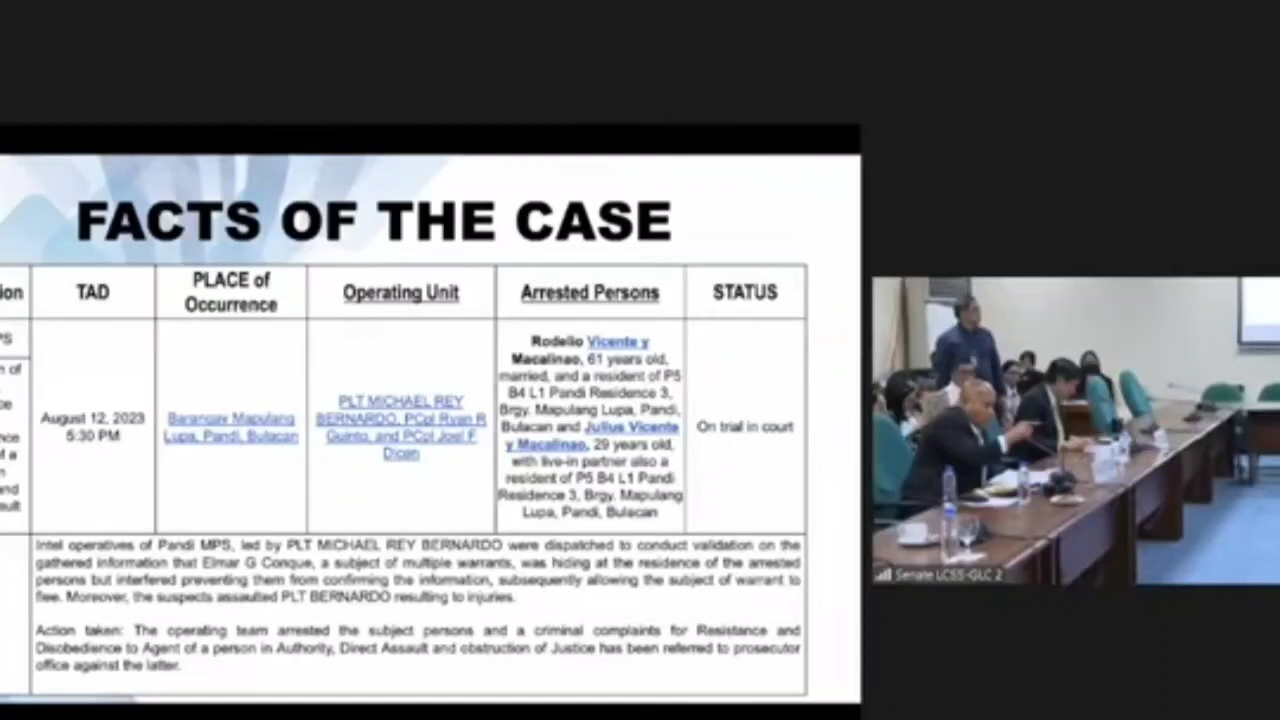 FACTS OF THE CASE
ion
TAD
PLACE of
Occurrence
Operating Unit
Arrested Persons
STATUS
PS
n of
ce
nce
of a
n
and
ault
August 12, 2023
5:30 PM
Barangay Mapulang
Lupa, Pandi, Bulacan
PLT MICHAEL REY
BERNARDO, PCpl Ryan R
Guinto, and PCpl Joel F
Dizan
Rodelio Vicente y
Macalinao, 61 years old,
married, and a resident of P5
B4 L1 Pandi Residence 3,
Brgy. Mapulang Lupa, Pandi,
Bulacan and Julius Vicente
y Macalinao, 29 years old,
with live-in partner also a
resident of P5 B4 L1 Pandi
Residence 3, Brgy. Mapulang
Lupa, Pandi, Bulacan
On trial in court
Intel operatives of Pandi MPS, led by PLT MICHAEL REY BERNARDO were dispatched to conduct validation on the
gathered information that Elmar G Conque, a subject of multiple warrants, was hiding at the residence of the arrested
persons but interfered preventing them from confirming the information, subsequently allowing the subject of warrant to
flee. Moreover, the suspects assaulted PLT BERNARDO resulting to injuries.
Action taken: The operating team arrested the subject persons and a criminal complaints for Resistance and
Disobedience to Agent of a person in Authority, Direct Assault and obstruction of Justice has been referred to prosecutor
office against the latter.
Senate LCSS-GLC 2